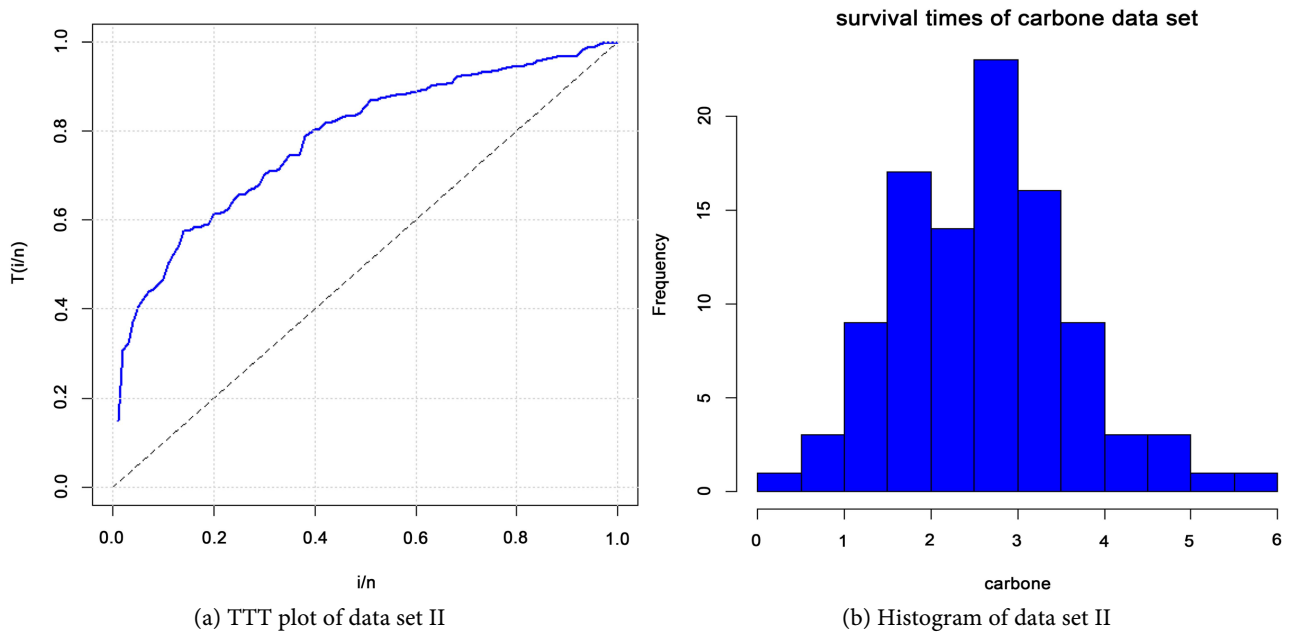 T(i/n)
1.0
0.8
0.6
0.4
0.2
0.0
0.0 0.2 0.4 0.6 0.8 1.0
i/n
(a) TTT plot of data set II
survival times of carbone data set
Frequency
20
15
10
5
0
0 1 2 3 4 5 6
carbone
(b) Histogram of data set II